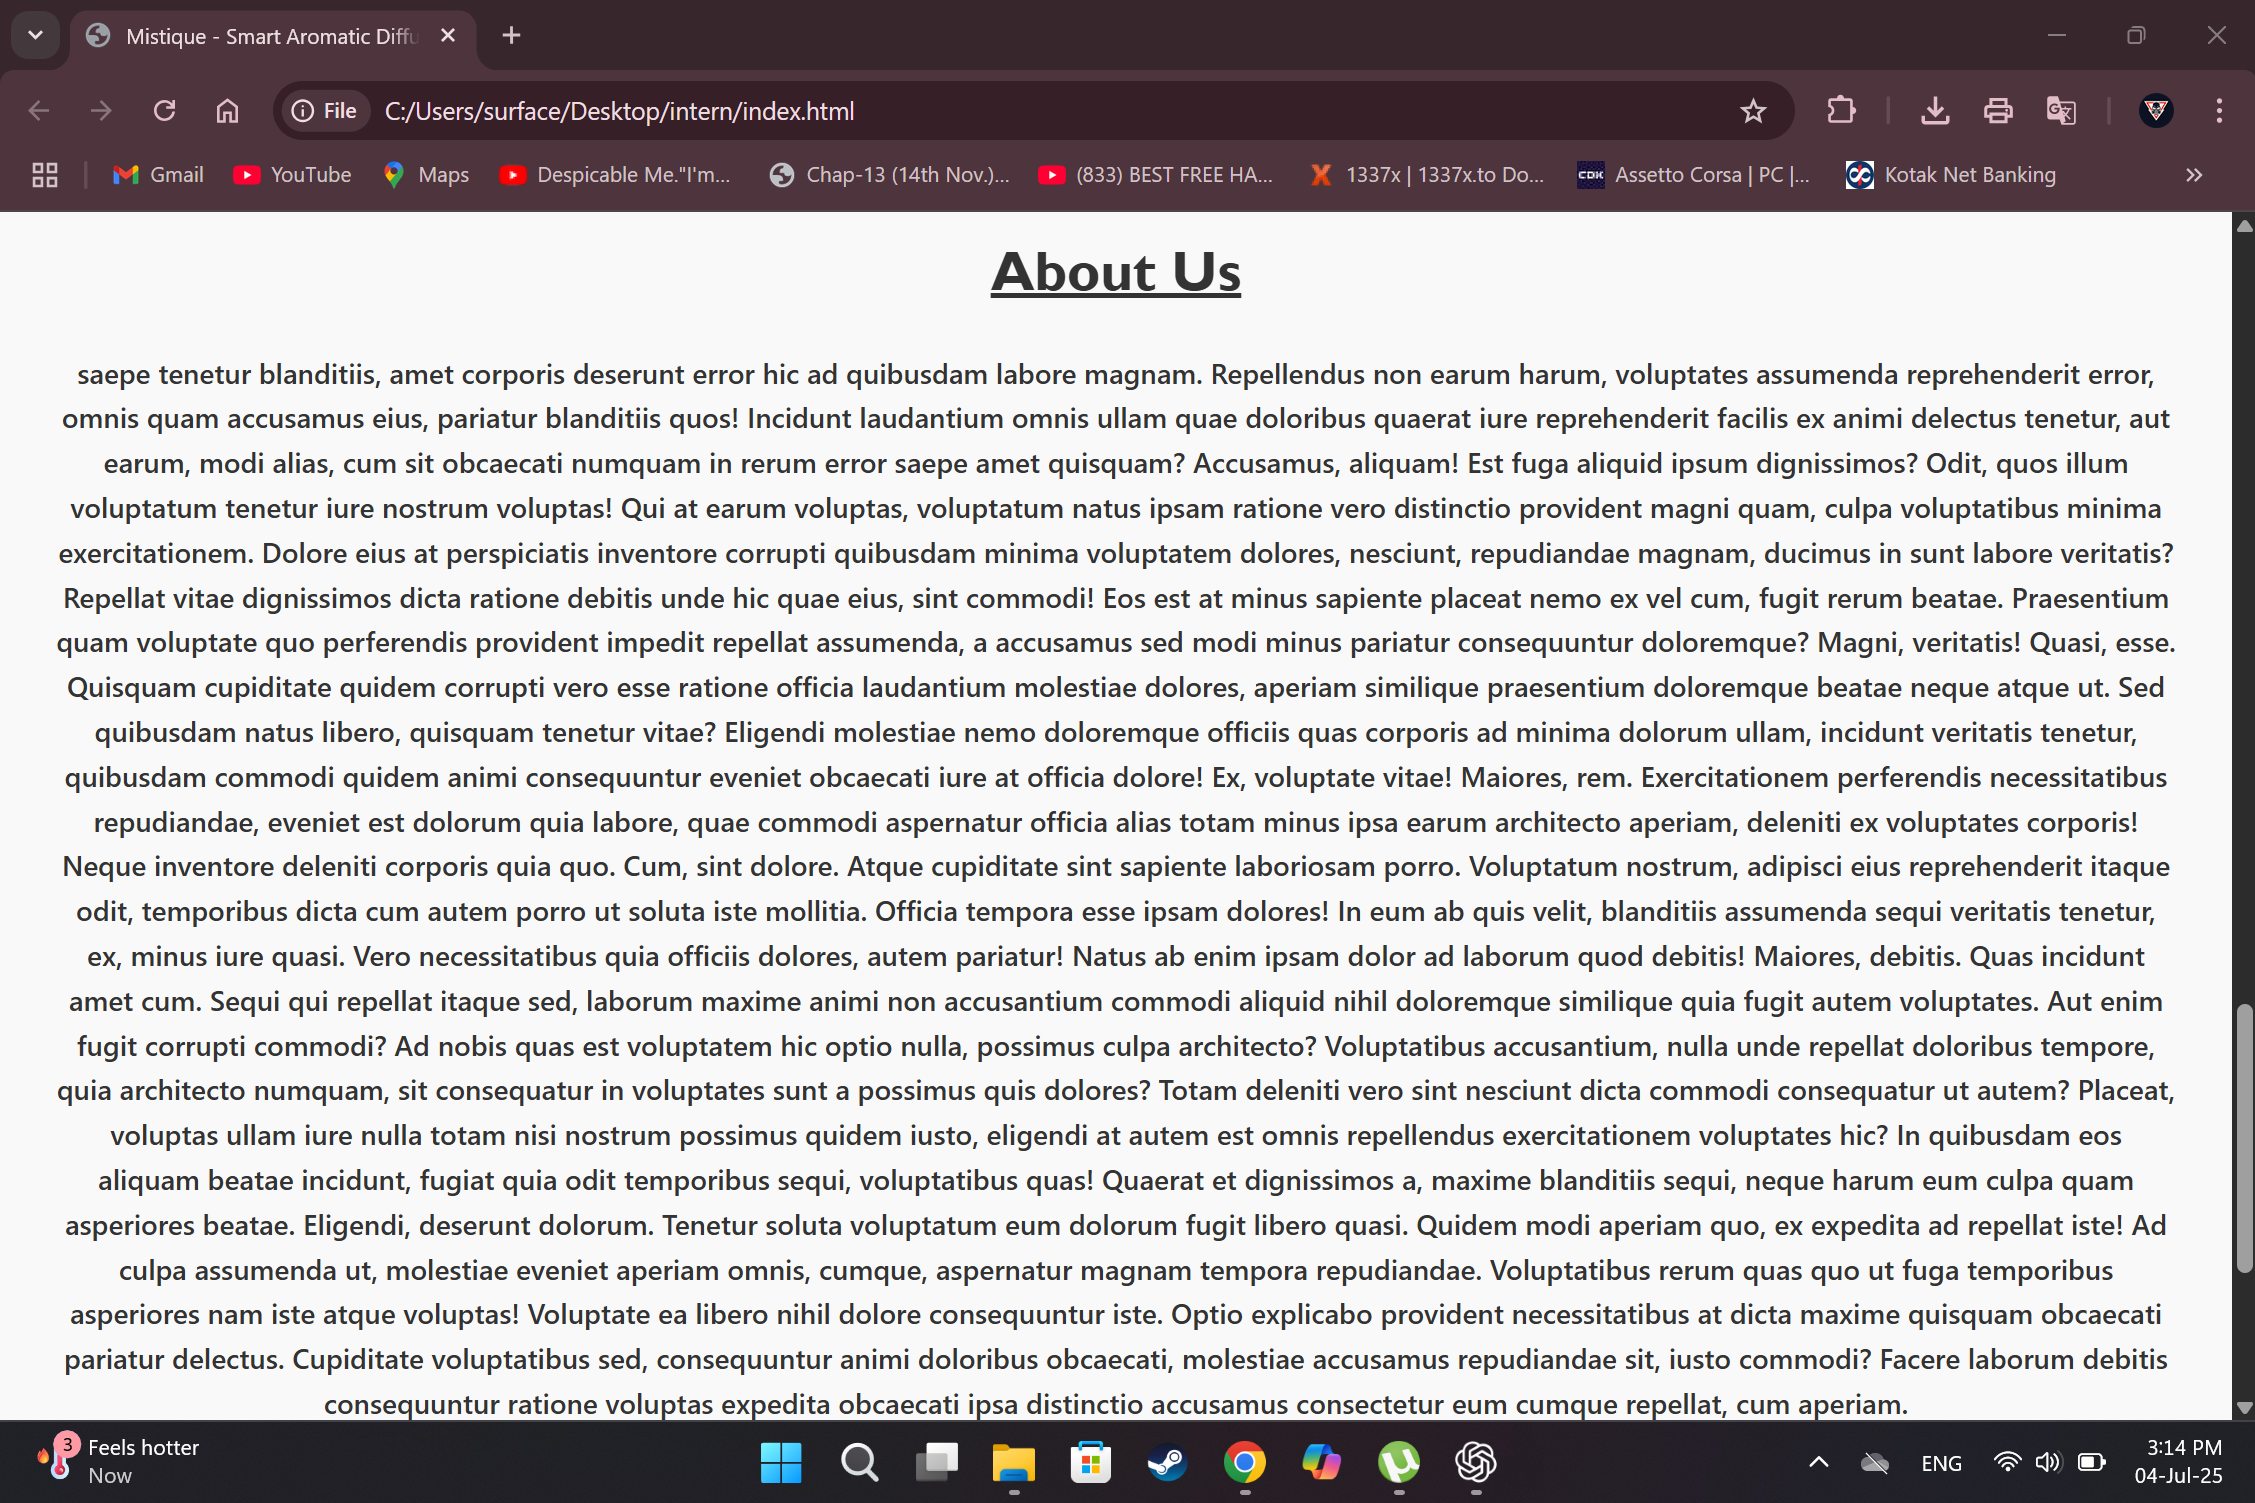 Mistique - Smart Aromatic Diffu
File
C:/Users/surface/Desktop/intern/index.html
Gmail
YouTube
Maps
Despicable Me."I'm...
Chap-13 (14th Nov.)...
(833) BEST FREE HA...
1337x | 1337x.to Do...
CDK
Assetto Corsa | PC |...
Kotak Net Banking
About Us
saepe tenetur blanditiis, amet corporis deserunt error hic ad quibusdam labore magnam. Repellendus non earum harum, voluptates assumenda reprehenderit error,
omnis quam accusamus eius, pariatur blanditiis quos! Incidunt laudantium omnis ullam quae doloribus quaerat iure reprehenderit facilis ex animi delectus tenetur, aut
earum, modi alias, cum sit obcaecati numquam in rerum error saepe amet quisquam? Accusamus, aliquam! Est fuga aliquid ipsum dignissimos? Odit, quos illum
voluptatum tenetur iure nostrum voluptas! Qui at earum voluptas, voluptatum natus ipsam ratione vero distinctio provident magni quam, culpa voluptatibus minima
exercitationem. Dolore eius at perspiciatis inventore corrupti quibusdam minima voluptatem dolores, nesciunt, repudiandae magnam, ducimus in sunt labore veritatis?
Repellat vitae dignissimos dicta ratione debitis unde hic quae eius, sint commodi! Eos est at minus sapiente placeat nemo ex vel cum, fugit rerum beatae. Praesentium
quam voluptate quo perferendis provident impedit repellat assumenda, a accusamus sed modi minus pariatur consequuntur doloremque? Magni, veritatis! Quasi, esse.
Quisquam cupiditate quidem corrupti vero esse ratione officia laudantium molestiae dolores, aperiam similique praesentium doloremque beatae neque atque ut. Sed
quibusdam natus libero, quisquam tenetur vitae? Eligendi molestiae nemo doloremque officiis quas corporis ad minima dolorum ullam, incidunt veritatis tenetur,
quibusdam commodi quidem animi consequuntur eveniet obcaecati iure at officia dolore! Ex, voluptate vitae! Maiores, rem. Exercitationem perferendis necessitatibus
repudiandae, eveniet est dolorum quia labore, quae commodi aspernatur officia alias totam minus ipsa earum architecto aperiam, deleniti ex voluptates corporis!
Neque inventore deleniti corporis quia quo. Cum, sint dolore. Atque cupiditate sint sapiente laboriosam porro. Voluptatum nostrum, adipisci eius reprehenderit itaque
odit, temporibus dicta cum autem porro ut soluta iste mollitia. Officia tempora esse ipsam dolores! In eum ab quis velit, blanditiis assumenda sequi veritatis tenetur,
ex, minus iure quasi. Vero necessitatibus quia officiis dolores, autem pariatur! Natus ab enim ipsam dolor ad laborum quod debitis! Maiores, debitis. Quas incidunt
amet cum. Sequi qui repellat itaque sed, laborum maxime animi non accusantium commodi aliquid nihil doloremque similique quia fugit autem voluptates. Aut enim
fugit corrupti commodi? Ad nobis quas est voluptatem hic optio nulla, possimus culpa architecto? Voluptatibus accusantium, nulla unde repellat doloribus tempore,
quia architecto numquam, sit consequatur in voluptates sunt a possimus quis dolores? Totam deleniti vero sint nesciunt dicta commodi consequatur ut autem? Placeat,
voluptas ullam iure nulla totam nisi nostrum possimus quidem iusto, eligendi at autem est omnis repellendus exercitationem voluptates hic? In quibusdam eos
aliquam beatae incidunt, fugiat quia odit temporibus sequi, voluptatibus quas! Quaerat et dignissimos a, maxime blanditiis sequi, neque harum eum culpa quam
asperiores beatae. Eligendi, deserunt dolorum. Tenetur soluta voluptatum eum dolorum fugit libero quasi. Quidem modi aperiam quo, ex expedita ad repellat iste! Ad
culpa assumenda ut, molestiae eveniet aperiam omnis, cumque, aspernatur magnam tempora repudiandae. Voluptatibus rerum quas quo ut fuga temporibus
asperiores nam iste atque voluptas! Voluptate ea libero nihil dolore consequuntur iste. Optio explicabo provident necessitatibus at dicta maxime quisquam obcaecati
pariatur delectus. Cupiditate voluptatibus sed, consequuntur animi doloribus obcaecati, molestiae accusamus repudiandae sit, iusto commodi? Facere laborum debitis
consequuntur ratione voluptas expedita obcaecati ipsa distinctio accusamus consectetur eum cumque repellat, cum aperiam.
3
Feels hotter
Now
ENG
3:14 PM
04-Jul-25